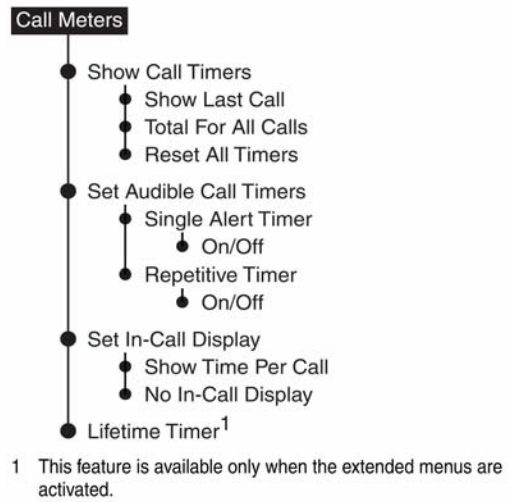 Call Meters
Show Call Timers
Show Last Call
Total For All Calls
Reset All Timers
Set Audible Call Timers
Single Alert Timer
On/Off
Repetitive Timer
On/Off
Set In-Call Display
Show Time Per Call
No In-Call Display
Lifetime Timer1
1 This feature is available only when the extended menus are
activated.